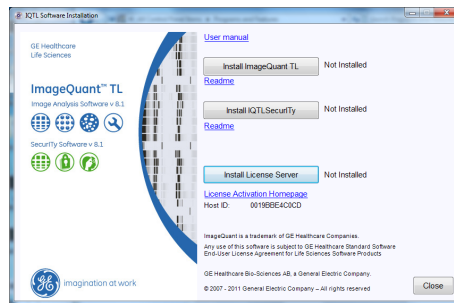 IQTL Software Installation
GE Healthcare
Life Sciences
ImageQuant™ TL
Image Analysis Software v 8.1
SecurITy Software v 8.1
imagination at work
User manual
Install ImageQuant TL
Not Installed
Readme
Install IQTLSecurITy
Not Installed
Readme
Install License Server
Not Installed
License Activation Homepage
Host ID: 0019BBE4C0CD
ImageQuant is a trademark of GE Healthcare Companies.
Any use of this software is subject to GE Healthcare Standard Software
End-User License Agreement for Life Sciences Software Products
GE Healthcare Bio-Sciences AB, a General Electric Company.
© 2007 - 2011 General Electric Company – All rights reserved
Close